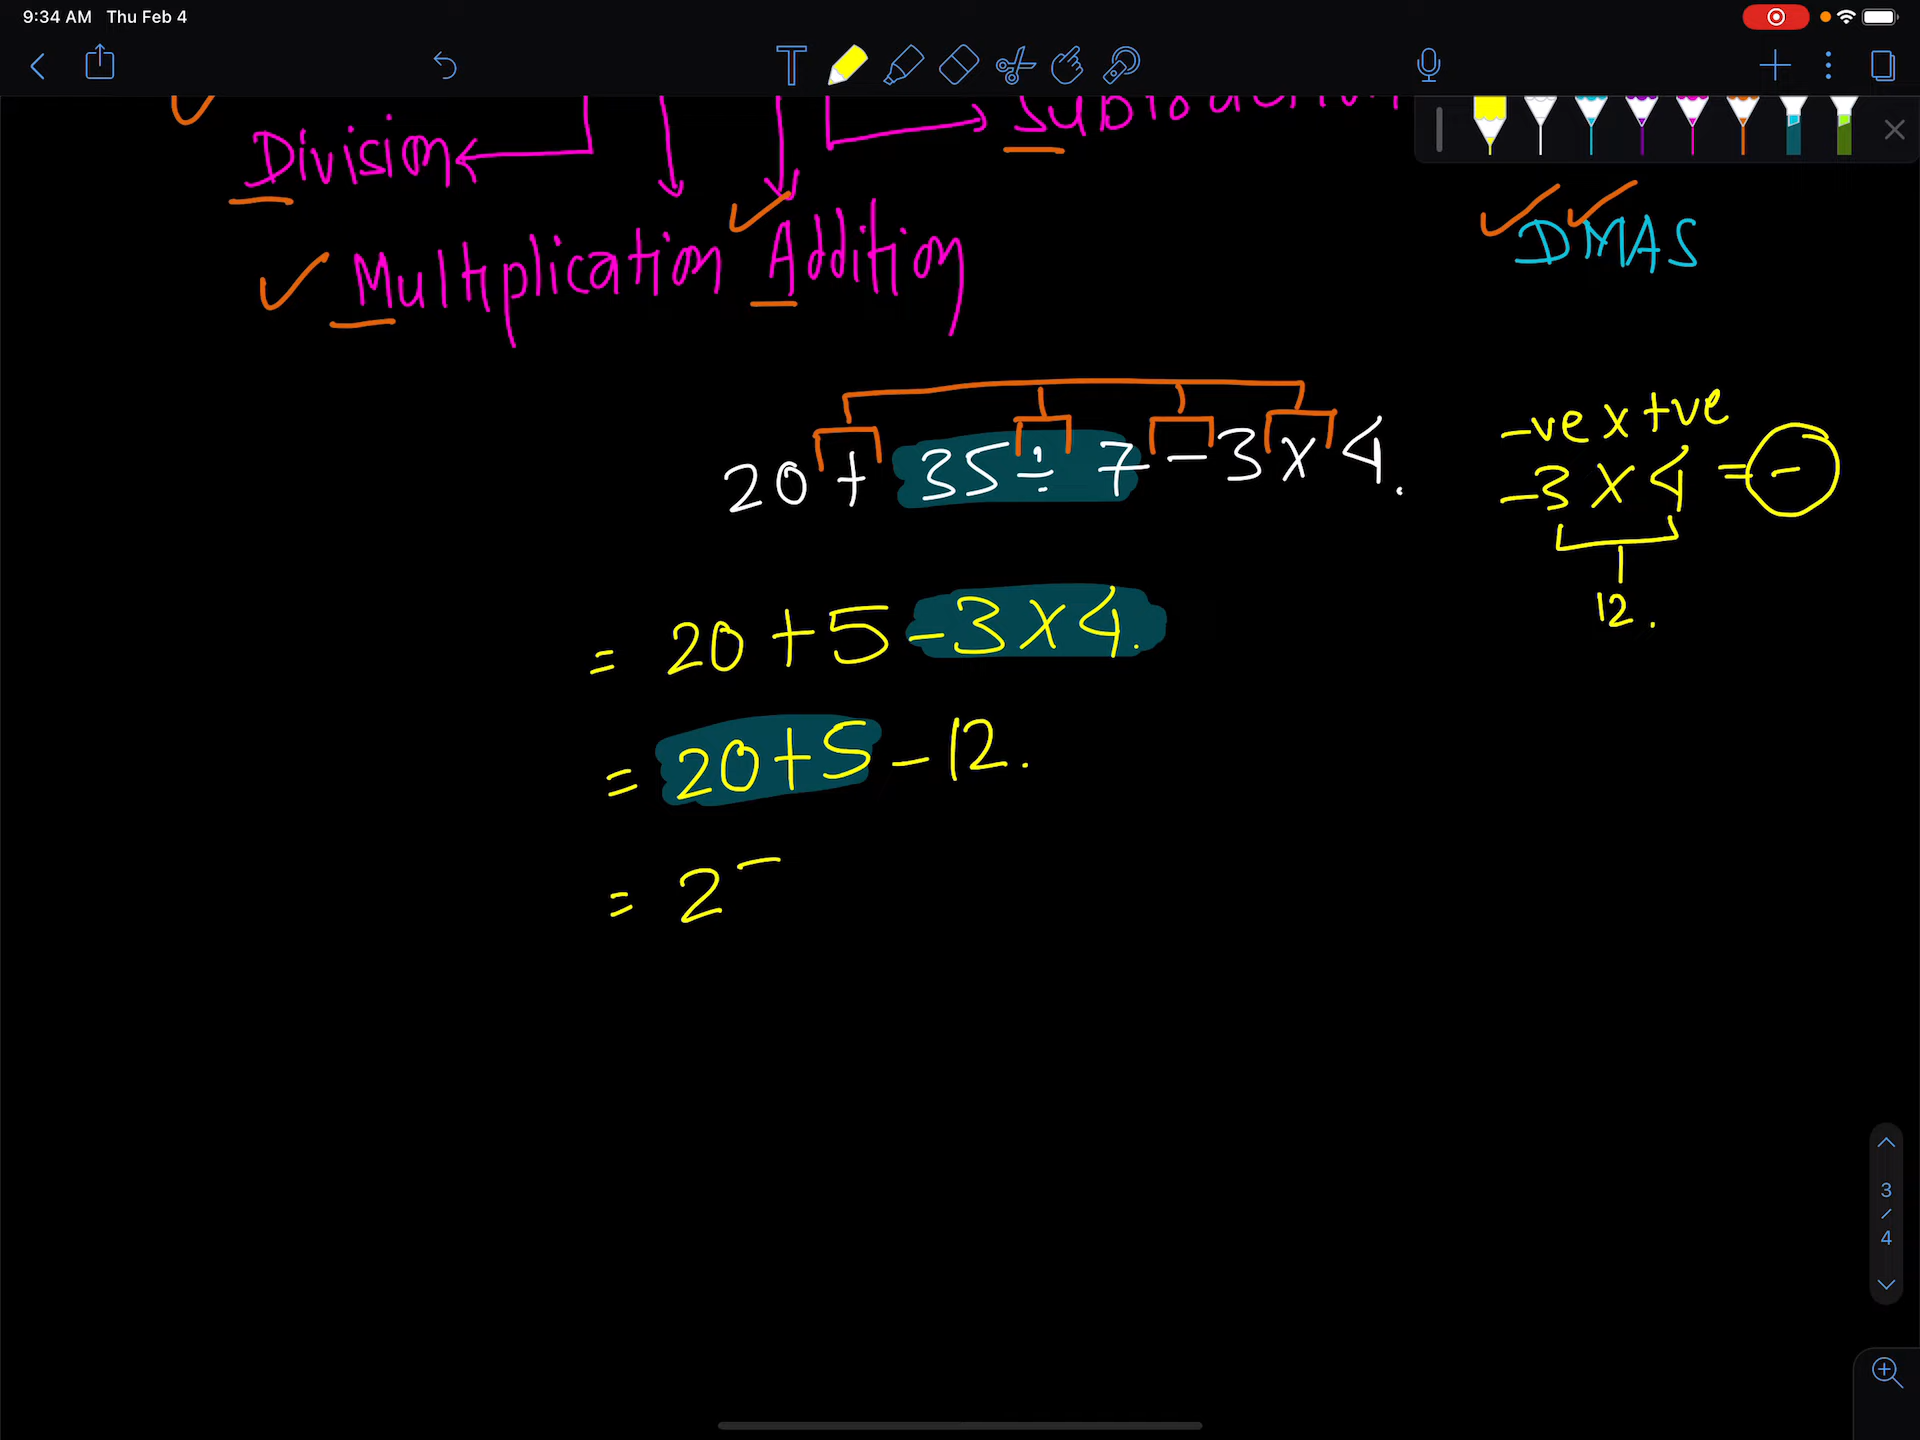 9:34 AM Thu Feb 4
T
Division
DMAS
Multiplication Addition
-ve x +ve
20 + 35 ÷ 7 - 3 x 4.
-3 x 4 = -
12.
= 20 + 5 - 3 x 4.
= 20 + 5 - 12.
= 2
3
/
4